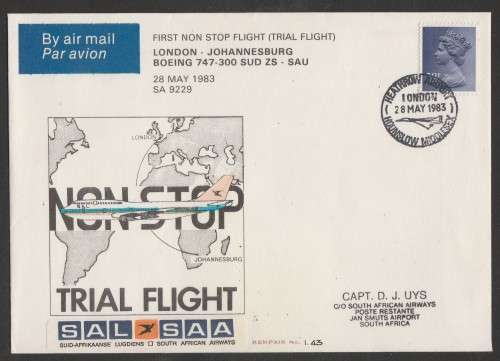 By air mail
Par avion
FIRST NON STOP FLIGHT (TRIAL FLIGHT)
LONDON - JOHANNESBURG
BOEING 747-300 SUD ZS - SAU
28 MAY 1983
SA 9229
HEATHROW AIRPORT
LONDON
28 MAY 1983
HOUNSLOW MIDDLESEX
LONDON
NON STOP
JOHANNESBURG
TRIAL FLIGHT
SAL SAA
SUID-AFRIKAANSE LUGDIENS SOUTH AFRICAN AIRWAYS
CAPT. D. J. UYS
C/O SOUTH AFRICAN AIRWAYS
POSTE RESTANTE
JAN SMUTS AIRPORT
SOUTH AFRICA
No. 143